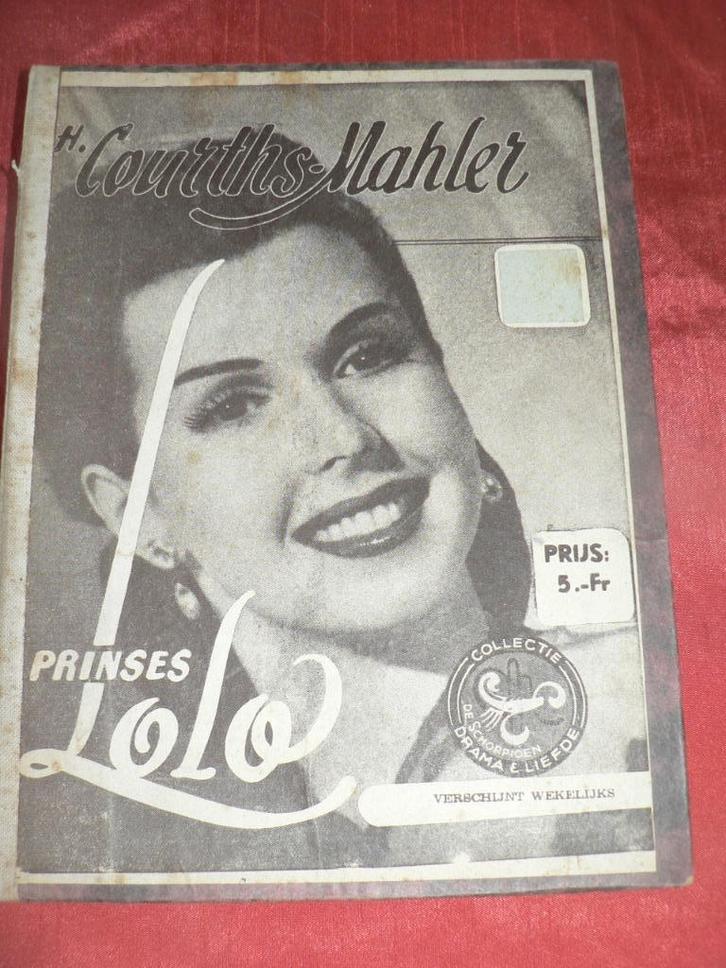 H. Courths-Mahler
PRIJS:
5.-Fr
PRINSES
Lolo
COLLECTIE
DE SCHORPIOEN
DRAMA & LIEFDE
VERSCHIJNT WEKELIJKS